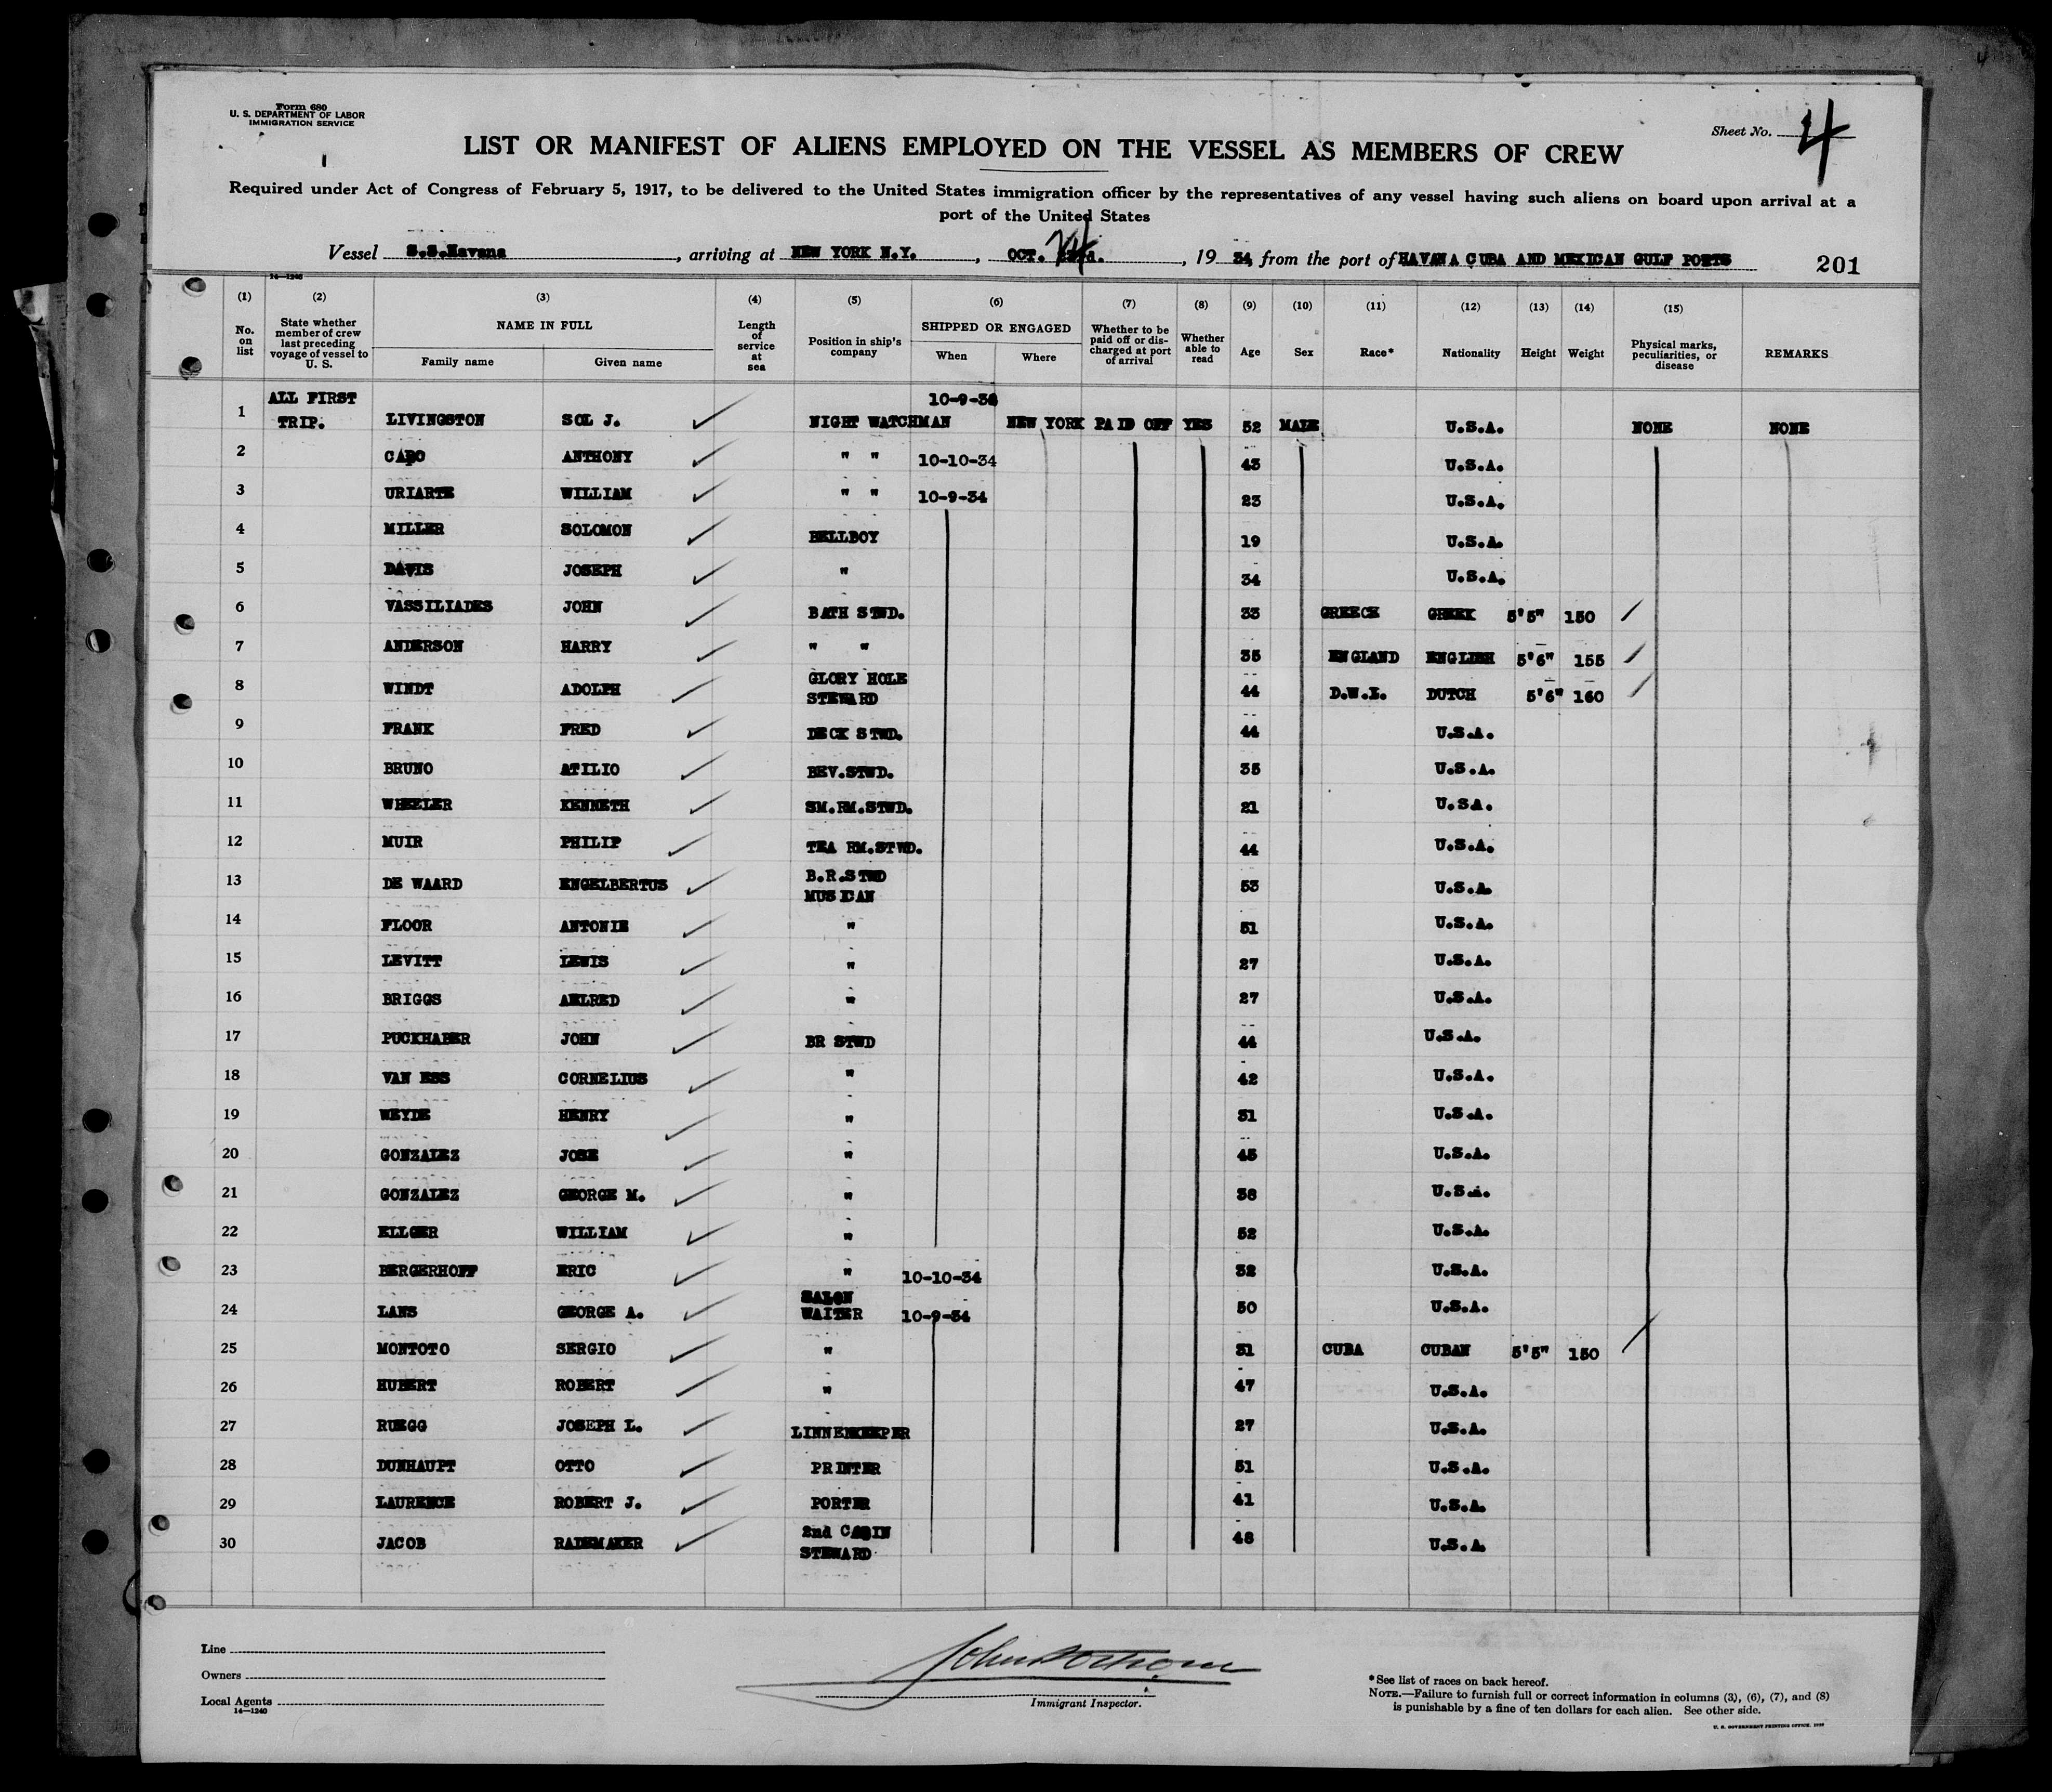 Form 680
U. S. DEPARTMENT OF LABOR
IMMIGRATION SERVICE
Sheet No. 4
LIST OR MANIFEST OF ALIENS EMPLOYED ON THE VESSEL AS MEMBERS OF CREW
Required under Act of Congress of February 5, 1917, to be delivered to the United States immigration officer by the representatives of any vessel having such aliens on board upon arrival at a
port of the United States
Vessel S.S.Havana, arriving at NEW YORK N.Y., OCT. , 19 34, from the port of HAVANA CUBA AND MEXICAN GULF PORTS
201
14—1240
(1) (2) (3) (4) (5) (6) (7) (8) (9) (10) (11) (12) (13) (14) (15)
No. on list
State whether member of crew last preceding voyage of vessel to U. S.
NAME IN FULL
Family name
Given name
Length of service at sea
Position in ship's company
SHIPPED OR ENGAGED
When
Where
Whether to be paid off or discharged at port of arrival
Whether able to read
Age
Sex
Race*
Nationality
Height
Weight
Physical marks, peculiarities, or disease
REMARKS
ALL FIRST 10-9-34
1 TRIP. LIVINGSTON SOL J. NIGHT WATCHMAN NEW YORK PAID OFF YES 52 MALE U.S.A. NONE NONE
2 CABO ANTHONY " " 10-10-34 43 U.S.A.
3 URIARTE WILLIAM " " 10-9-34 23 U.S.A.
4 MILLER SOLOMON BELLBOY 19 U.S.A.
5 DAVIS JOSEPH " 34 U.S.A.
6 VASSILIADES JOHN BATH STWD. 33 GREECE GREEK 5'5" 150
7 ANDERSON HARRY " " 35 ENGLAND ENGLISH 5'6" 155
GLORY HOLE
8 WINDT ADOLPH STEWARD 44 D.W.I. DUTCH 5'6" 160
9 FRANK FRED DECK STWD. 44 U.S.A.
10 BRUNO ATILIO BEV.STWD. 35 U.S.A.
11 WHEELER KENNETH SM.RM.STWD. 21 U.SA.
12 MUIR PHILIP TEA RM.STWD. 44 U.S.A.
B.R.STWD
13 DE WAARD ENGELBERTUS MUSICAN 53 U.S.A
14 FLOOR ANTONIE " 51 U.S.A.
15 LEVITT LEWIS " 27 U.S.A.
16 BRIGGS AELRED " 27 U.S.A.
17 PUCKHABER JOHN BR STWD 44 U.S.A.
18 VAN ESS CORNELIUS " 42 U.S.A.
19 WEYDE HENRY " 31 U.S.A.
20 GONZALEZ JOSE " 45 U.S.A.
21 GONZALEZ GEORGE M. " 38 U.S.A.
22 ELLGER WILLIAM " 52 U.S.A.
23 BERGERHOFF ERIC " 10-10-34 32 U.S.A.
SALON
24 LANS GEORGE A. WAITER 10-9-34 50 U.S.A.
25 MONTOTO SERGIO " 31 CUBA CUBAN 5'5" 150
26 HUBERT ROBERT " 47 U.S.A.
27 RUEGG JOSEPH L. LINNENKEEPER 27 U.S.A.
28 DUNHAUPT OTTO PRINTER 51 U.S.A.
29 LAURENCE ROBERT J. PORTER 41 U.S.A.
2nd CABIN
30 JACOB RADEMAKER STEWARD 48 U.S.A
Line
Owners
Local Agents
14—1240
Immigrant Inspector.
*See list of races on back hereof.
NOTE.—Failure to furnish full or correct information in columns (3), (6), (7), and (8)
is punishable by a fine of ten dollars for each alien. See other side.
U. S. GOVERNMENT PRINTING OFFICE